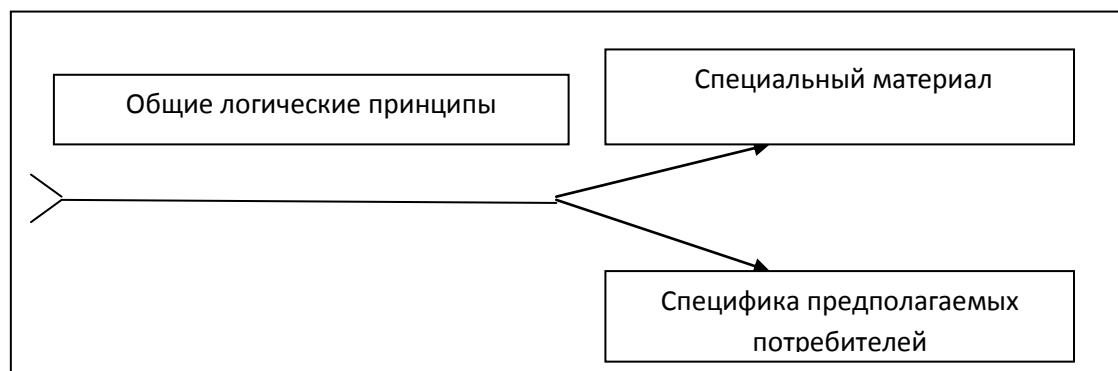 Общие логические принципы
Специальный материал
Специфика предполагаемых
потребителей